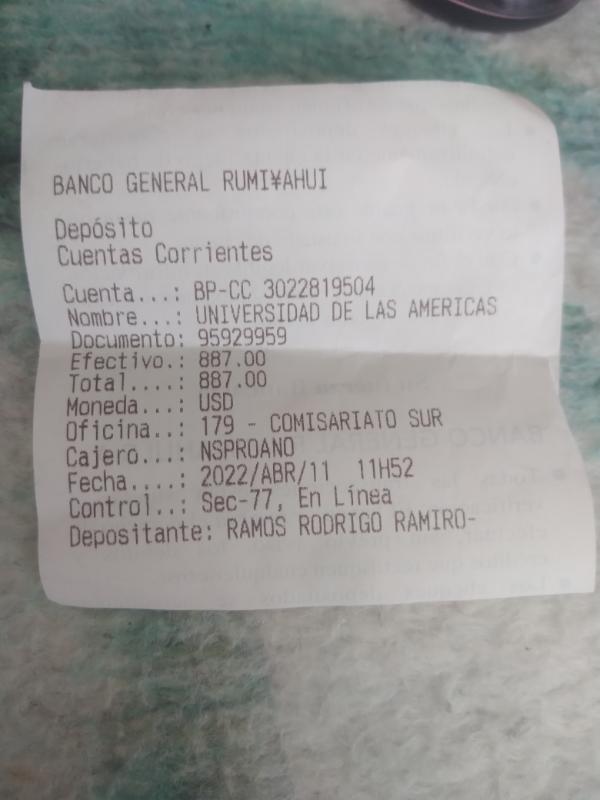 BANCO GENERAL RUMI¥AHUI
Depósito
Cuentas Corrientes
Cuenta...: BP-CC 3022819504
Nombre...: UNIVERSIDAD DE LAS AMERICAS
Documento: 95929959
Efectivo.: 887.00
Total....: 887.00
Moneda...: USD
Oficina..: 179 - COMISARIATO SUR
Cajero...: NSPROANO
Fecha....: 2022/ABR/11 11H52
Control..: Sec-77, En Línea
Depositante: RAMOS RODRIGO RAMIRO-